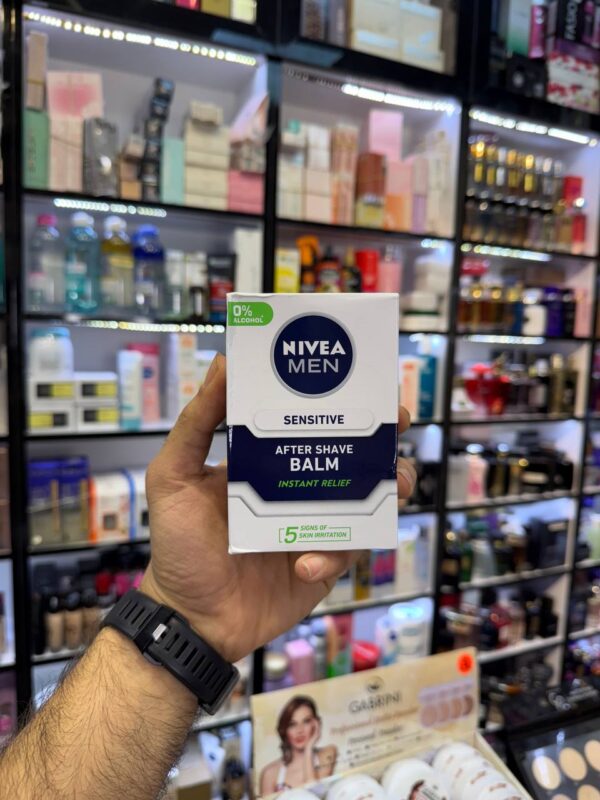 0%
ALCOHOL*
NIVEA
MEN
SENSITIVE
AFTER SHAVE
BALM
INSTANT RELIEF
5 SIGNS OF
SKIN IRRITATION
GABRINI